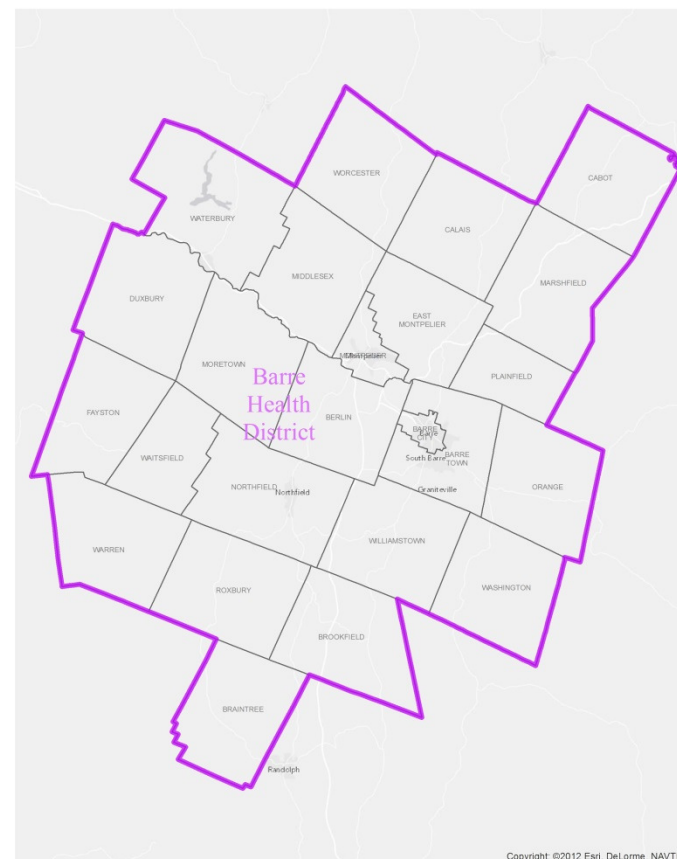 WORCESTER
CABOT
WATERBURY
CALAIS
MIDDLESEX
MARSHFIELD
DUXBURY
EAST
MONTPELIER
MORETOWN
Montpelier
PLAINFIELD
Barre
Health
District
FAYSTON
BERLIN
BARRE
CITY
Barre
WAITSFIELD
South Barre
BARRE
TOWN
NORTHFIELD
Northfield
Graniteville
ORANGE
WARREN
WILLIAMSTOWN
ROXBURY
WASHINGTON
BROOKFIELD
BRAINTREE
Randolph
Copyright: ©2012 Esri, DeLorme, NAVT